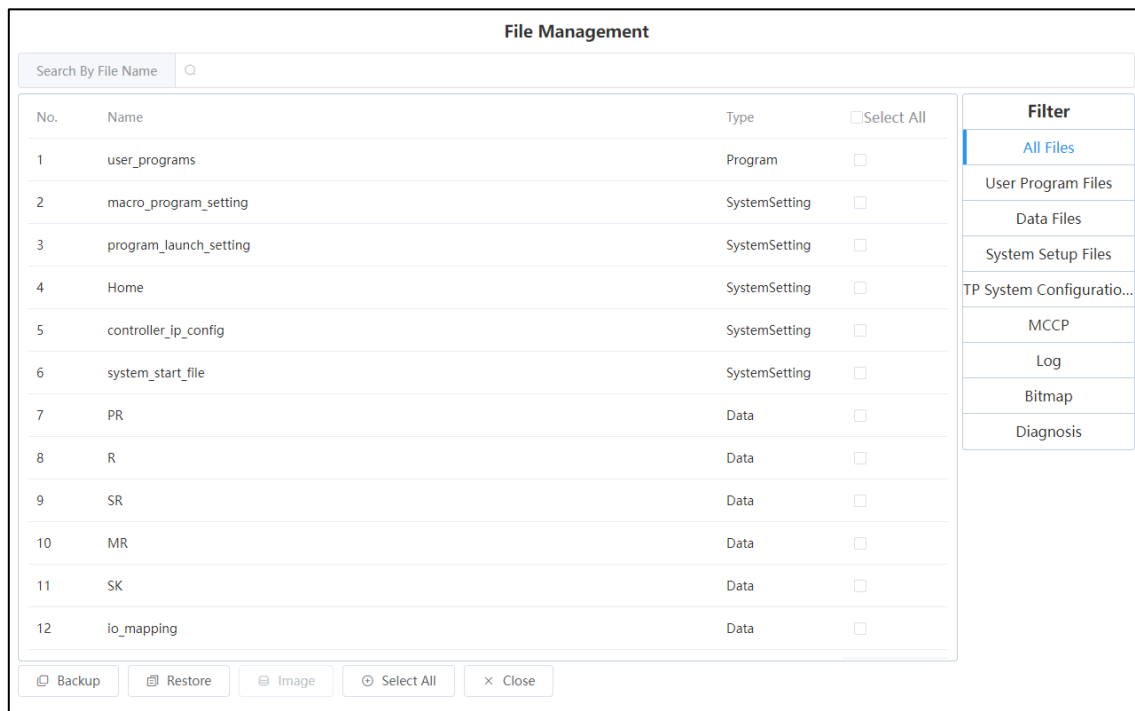 File Management
Search By File Name
No. Name Type Select All
1 user_programs Program
2 macro_program_setting SystemSetting
3 program_launch_setting SystemSetting
4 Home SystemSetting
5 controller_ip_config SystemSetting
6 system_start_file SystemSetting
7 PR Data
8 R Data
9 SR Data
10 MR Data
11 SK Data
12 io_mapping Data
Filter
All Files
User Program Files
Data Files
System Setup Files
TP System Configuratio...
MCCP
Log
Bitmap
Diagnosis
Backup Restore Image Select All Close